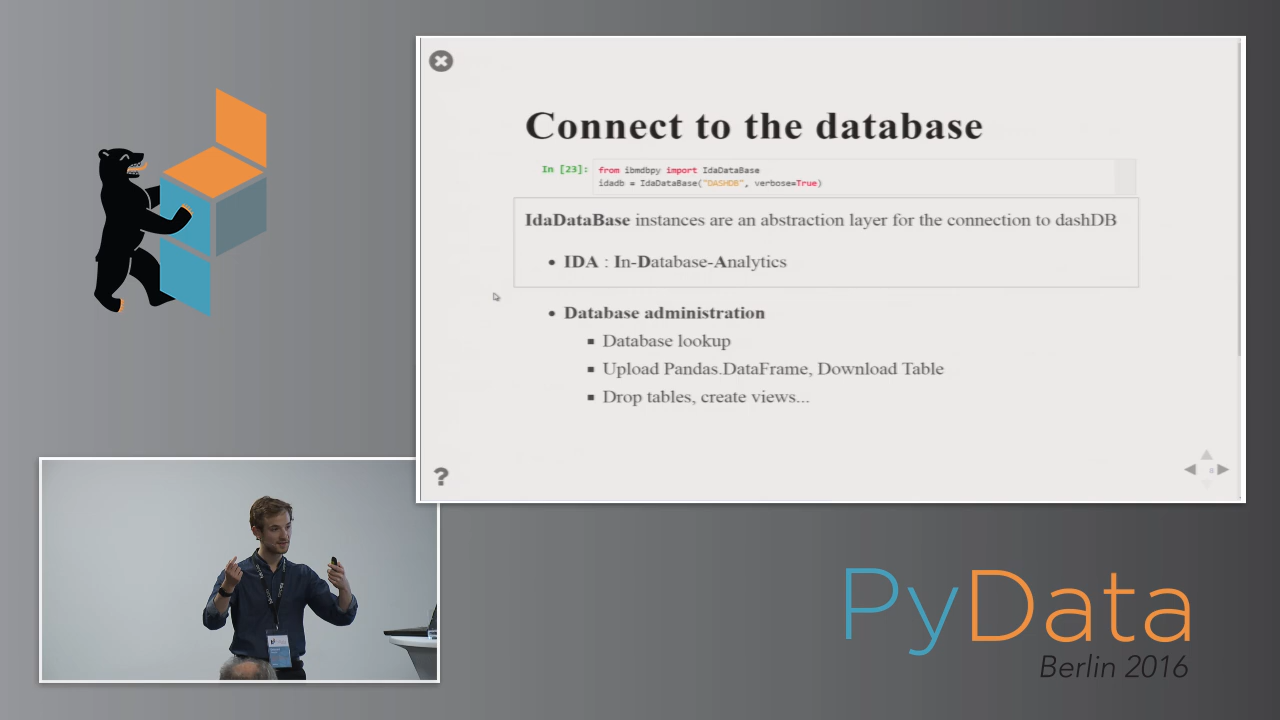 Connect to the database
In [23]:
from ibmdbpy import IdaDataBase
idadb = IdaDataBase("DASHDB", verbose=True)
IdaDataBase instances are an abstraction layer for the connection to dashDB
• IDA : In-Database-Analytics
• Database administration
▪ Database lookup
▪ Upload Pandas.DataFrame, Download Table
▪ Drop tables, create views...
?
PyData
Berlin 2016